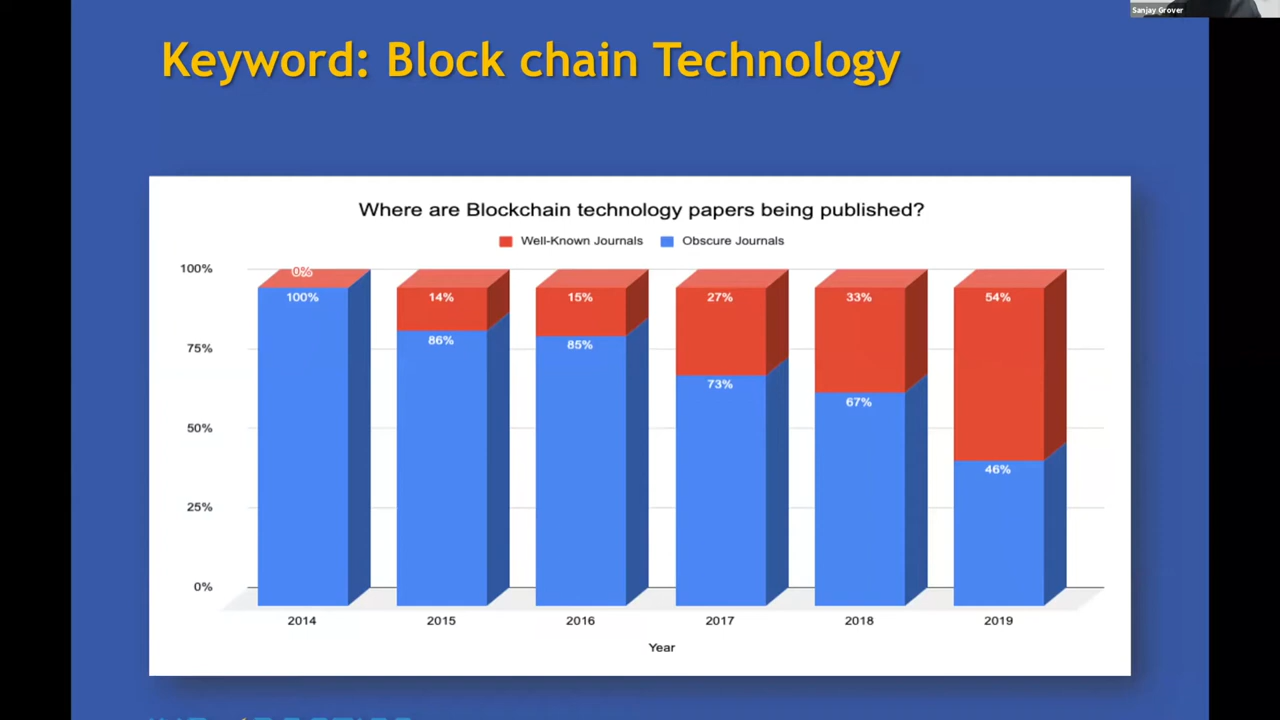 Sanjay Grover
Keyword: Block chain Technology
Where are Blockchain technology papers being published?
Well-Known Journals Obscure Journals
100%
75%
50%
25%
0%
0%
100%
14%
86%
15%
85%
27%
73%
33%
67%
54%
46%
2014 2015 2016 2017 2018 2019
Year